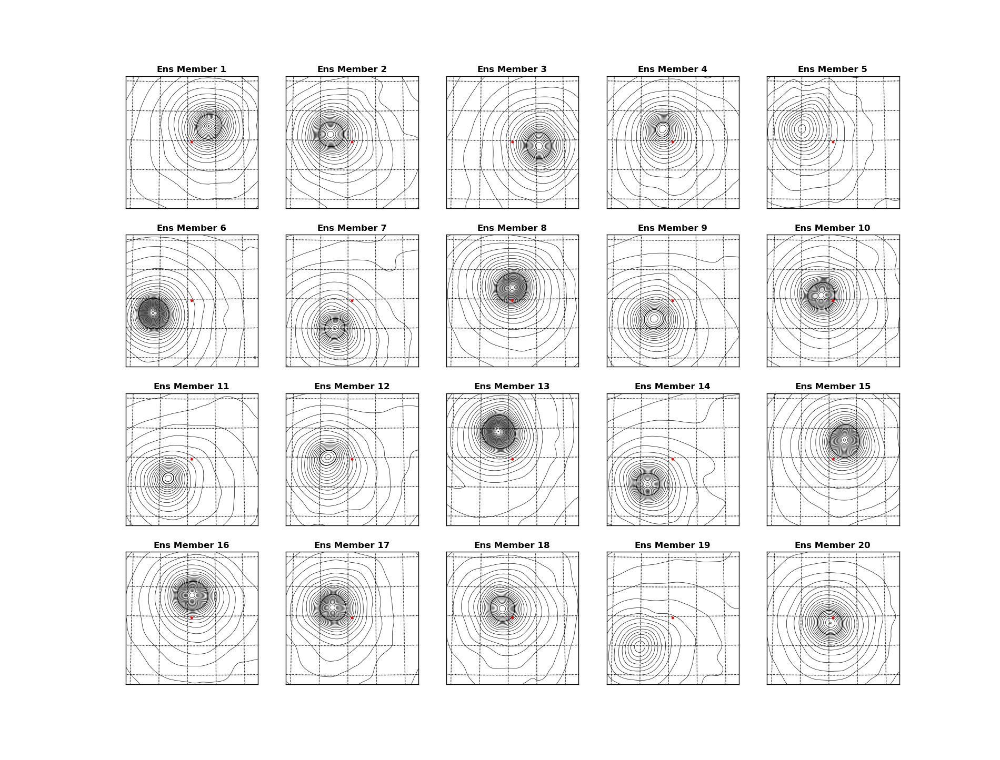 Ens Member 1
Ens Member 2
Ens Member 3
Ens Member 4
Ens Member 5
Ens Member 6
Ens Member 7
Ens Member 8
Ens Member 9
Ens Member 10
Ens Member 11
Ens Member 12
Ens Member 13
Ens Member 14
Ens Member 15
Ens Member 16
Ens Member 17
Ens Member 18
Ens Member 19
Ens Member 20